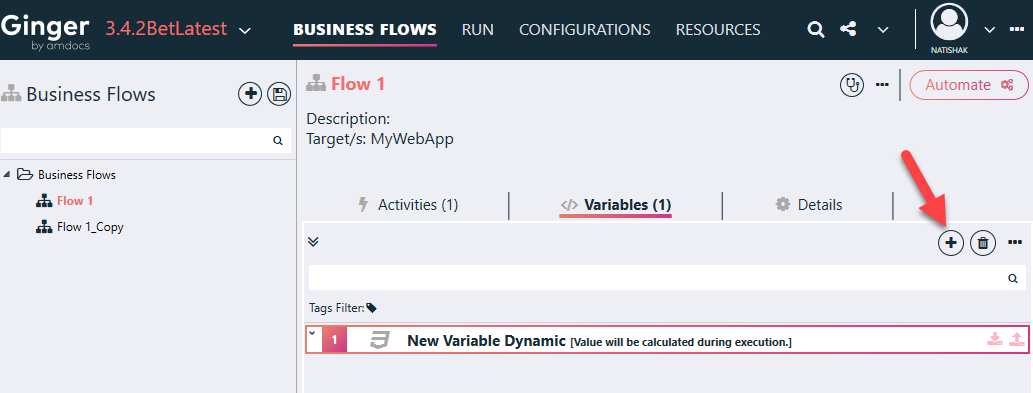 Ginger
by amdocs
3.4.2BetLatest
BUSINESS FLOWS RUN CONFIGURATIONS RESOURCES
NATISHAK
Business Flows
Business Flows
Flow 1
Flow 1_Copy
Flow 1
Automate
Description:
Target/s: MyWebApp
Activities (1) Variables (1) Details
Tags Filter:
1 New Variable Dynamic [Value will be calculated during execution.]